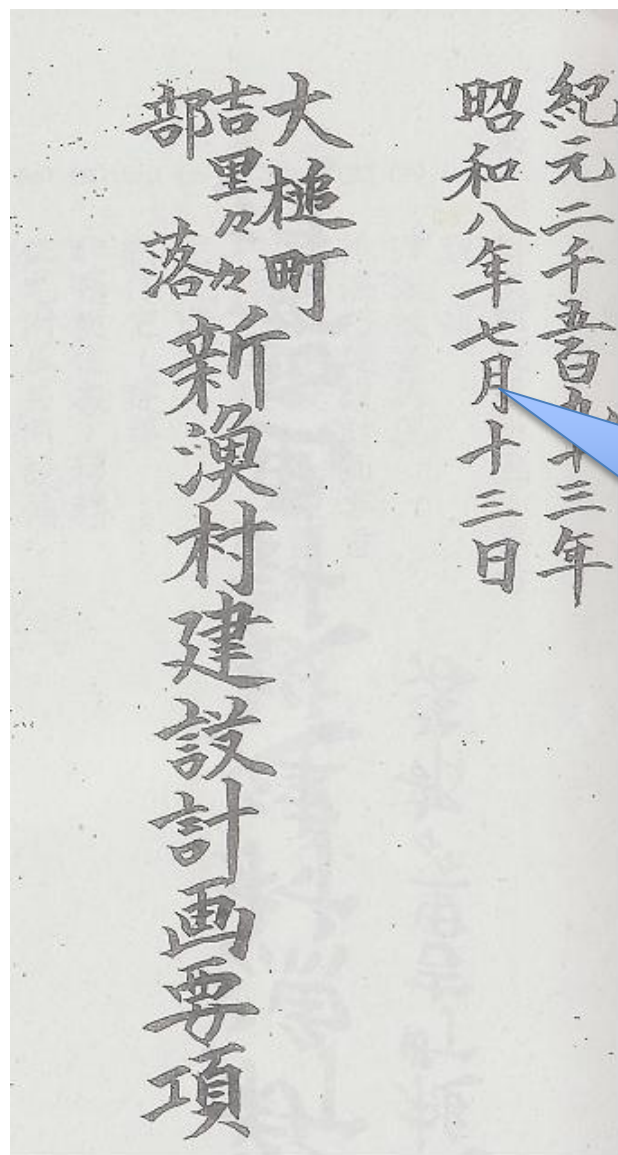 紀元二千五百九十三年
昭和八年七月十三日
大槌町
吉里々々
部落
新漁村建設計画要項